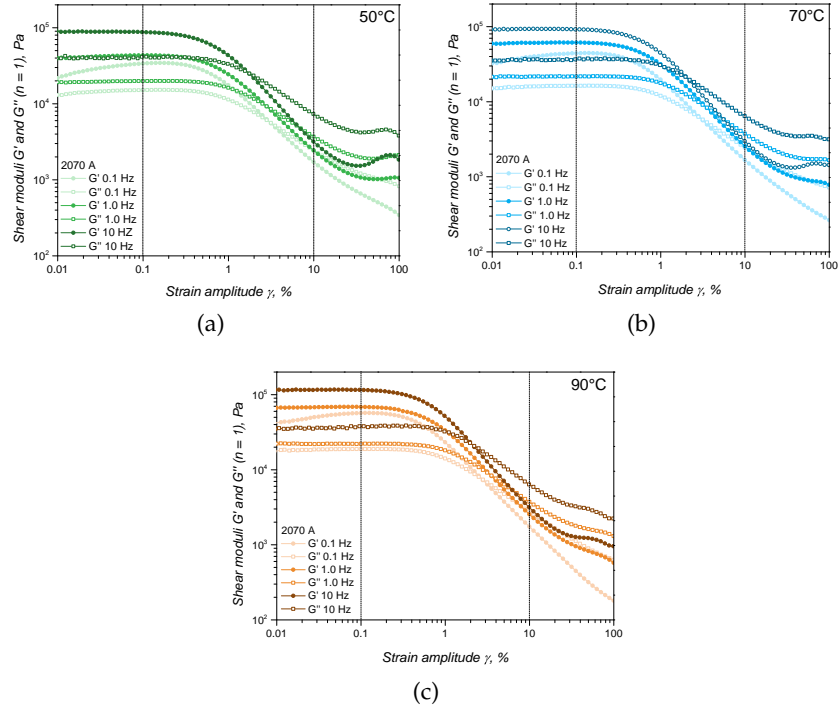 50°C
Shear moduli G' and G'' (n = 1), Pa
10⁵
10⁴
10³
10²
2070 A
G' 0.1 Hz
G'' 0.1 Hz
G' 1.0 Hz
G'' 1.0 Hz
G' 10 HZ
G'' 10 Hz
0.01 0.1 1 10 100
Strain amplitude γ, %
(a)
70°C
Shear moduli G' and G'' (n = 1), Pa
10⁵
10⁴
10³
10²
2070 A
G' 0.1 Hz
G'' 0.1 Hz
G' 1.0 Hz
G'' 1.0 Hz
G' 10 Hz
G'' 10 Hz
0.01 0.1 1 10 100
Strain amplitude γ, %
(b)
90°C
Shear moduli G' and G'' (n = 1), Pa
10⁵
10⁴
10³
10²
2070 A
G' 0.1 Hz
G'' 0.1 Hz
G' 1.0 Hz
G'' 1.0 Hz
G' 10 Hz
G'' 10 Hz
0.01 0.1 1 10 100
Strain amplitude γ, %
(c)